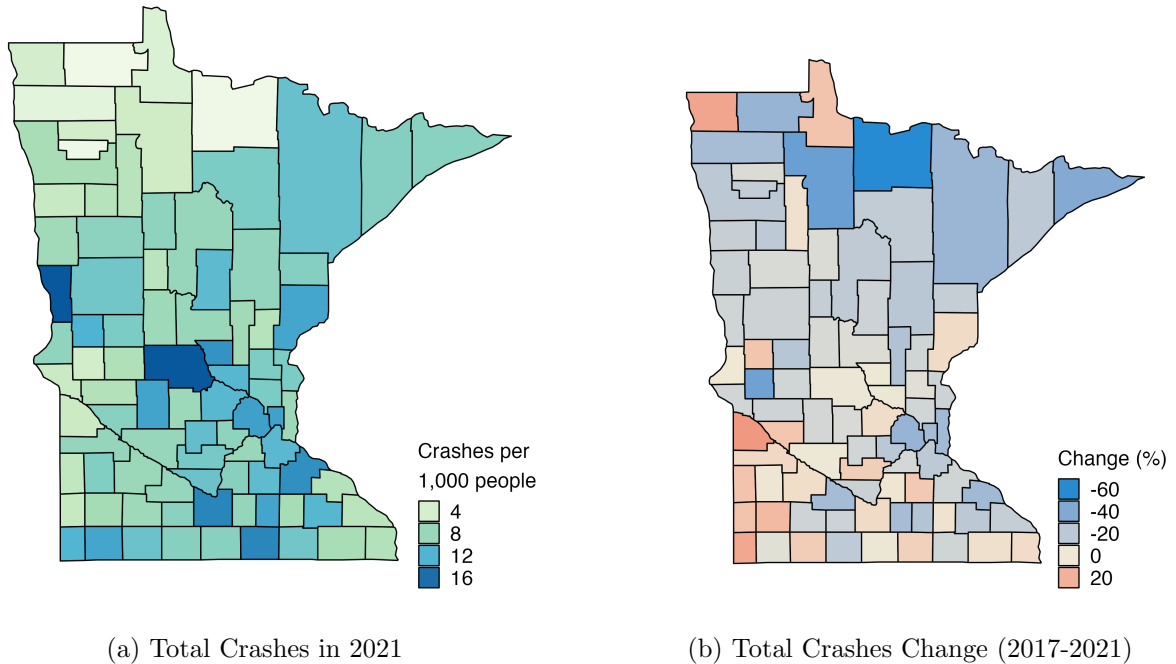 Crashes per
1,000 people
4
8
12
16
Change (%)
-60
-40
-20
0
20
(a) Total Crashes in 2021
(b) Total Crashes Change (2017-2021)